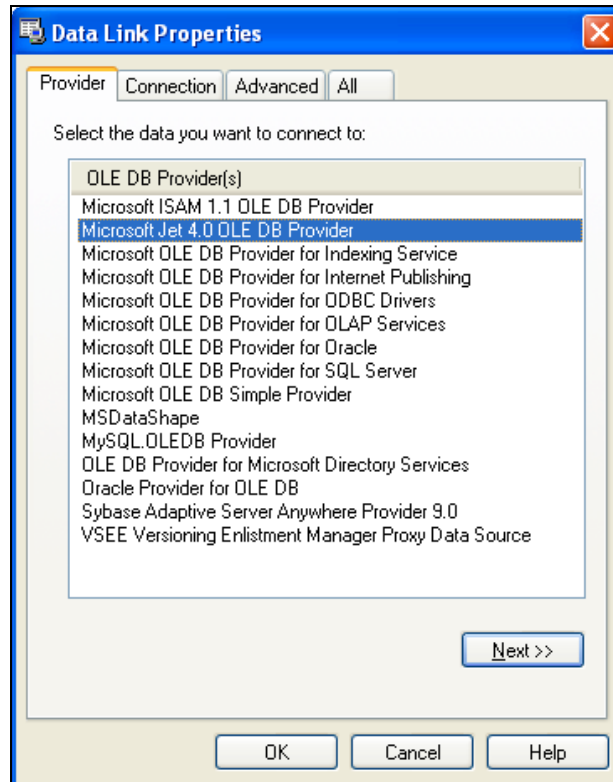 Data Link Properties
Provider Connection Advanced All
Select the data you want to connect to:
OLE DB Provider(s)
Microsoft ISAM 1.1 OLE DB Provider
Microsoft Jet 4.0 OLE DB Provider
Microsoft OLE DB Provider for Indexing Service
Microsoft OLE DB Provider for Internet Publishing
Microsoft OLE DB Provider for ODBC Drivers
Microsoft OLE DB Provider for OLAP Services
Microsoft OLE DB Provider for Oracle
Microsoft OLE DB Provider for SQL Server
Microsoft OLE DB Simple Provider
MSDataShape
MySQL.OLEDB Provider
OLE DB Provider for Microsoft Directory Services
Oracle Provider for OLE DB
Sybase Adaptive Server Anywhere Provider 9.0
VSEE Versioning Enlistment Manager Proxy Data Source
Next >>
OK Cancel Help